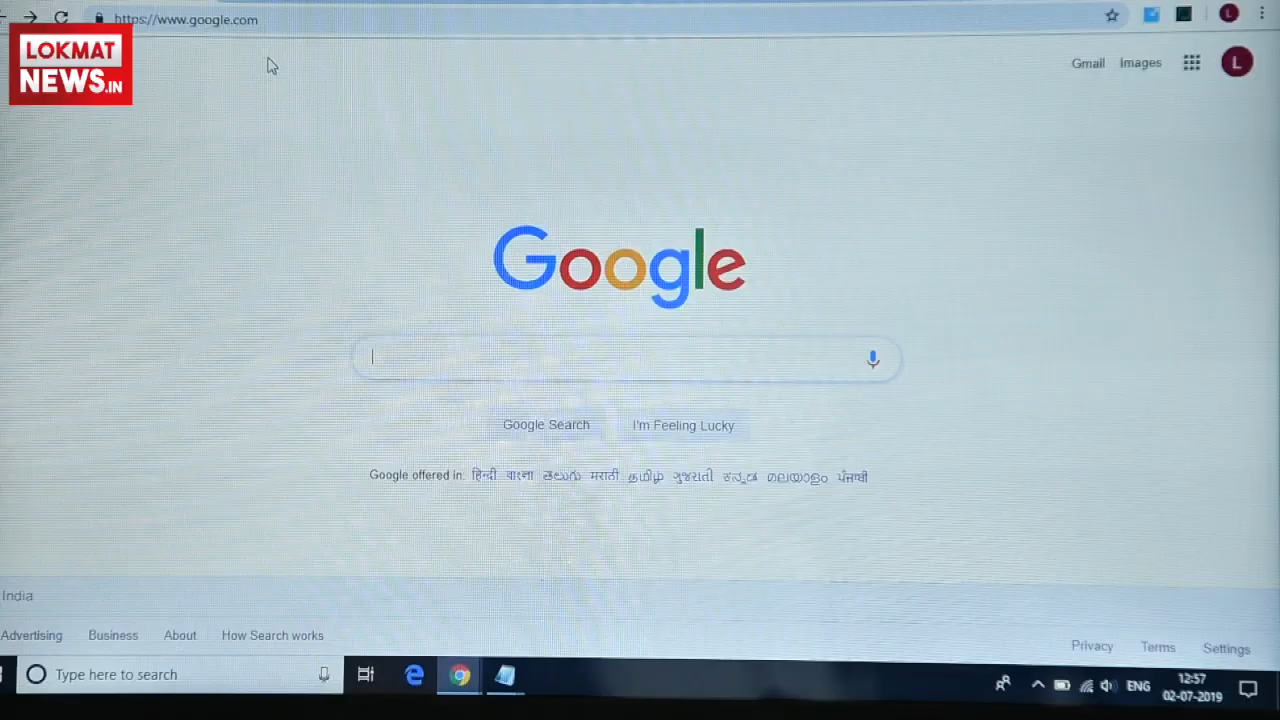 https://www.google.com
L
LOKMAT
NEWS.IN
Gmail Images
L
Google
Google Search I'm Feeling Lucky
Google offered in: हिन्दी বাংলা తెలుగు मराठी தமிழ் ગુજરાતી ಕನ್ನಡ മലയാളം ਪੰਜਾਬੀ
India
Advertising Business About How Search works
Privacy Terms Settings
Type here to search
ENG
12:57
02-07-2019